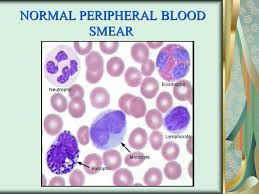 NORMAL PERIPHERAL BLOOD
SMEAR
Neutrophil
Eosinophil
Lymphocyte
Monocyte
Basophil